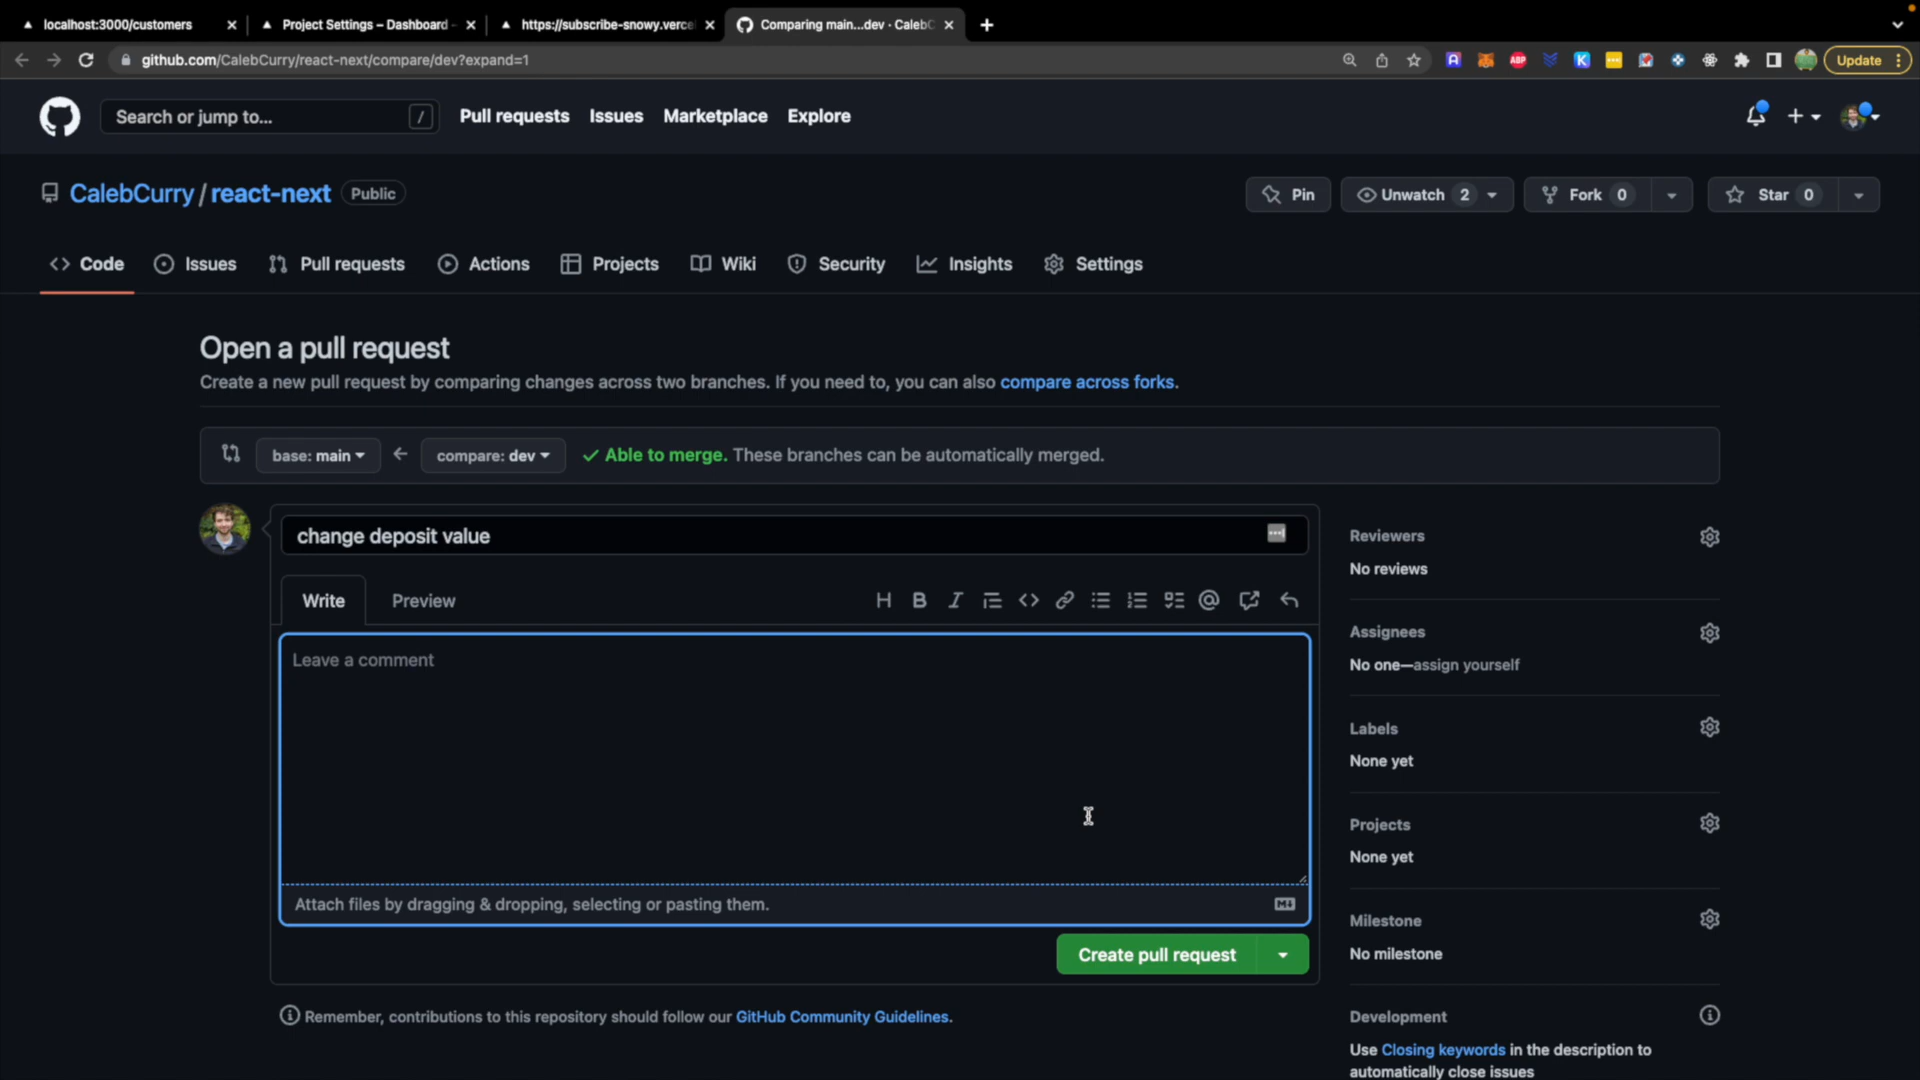 localhost:3000/customers
Project Settings – Dashboard -
https://subscribe-snowy.verce
Comparing main...dev · CalebC
github.com/CalebCurry/react-next/compare/dev?expand=1
ABP
Update
Search or jump to...
/
Pull requests
Issues
Marketplace
Explore
CalebCurry / react-next
Public
Pin
Unwatch 2
Fork 0
Star 0
Code
Issues
Pull requests
Actions
Projects
Wiki
Security
Insights
Settings
Open a pull request
Create a new pull request by comparing changes across two branches. If you need to, you can also compare across forks.
base: main
compare: dev
Able to merge. These branches can be automatically merged.
change deposit value
Write
Preview
Leave a comment
Attach files by dragging & dropping, selecting or pasting them.
Create pull request
Remember, contributions to this repository should follow our GitHub Community Guidelines.
Reviewers
No reviews
Assignees
No one—assign yourself
Labels
None yet
Projects
None yet
Milestone
No milestone
Development
Use Closing keywords in the description to
automatically close issues